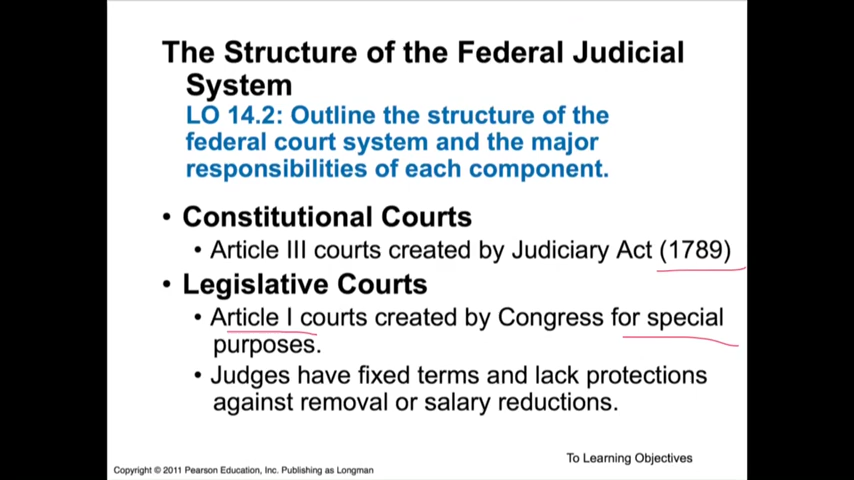 The Structure of the Federal Judicial
System
LO 14.2: Outline the structure of the
federal court system and the major
responsibilities of each component.
• Constitutional Courts
• Article III courts created by Judiciary Act (1789)
• Legislative Courts
• Article I courts created by Congress for special
purposes.
• Judges have fixed terms and lack protections
against removal or salary reductions.
To Learning Objectives
Copyright © 2011 Pearson Education, Inc. Publishing as Longman